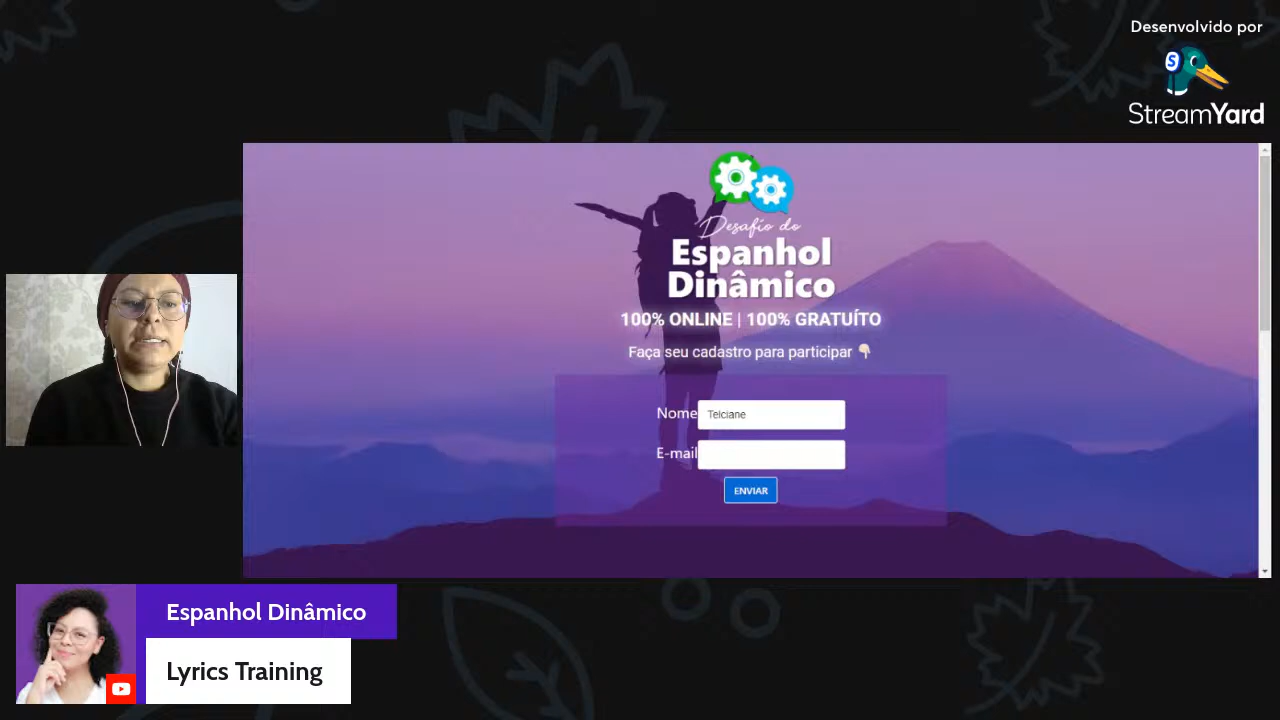 Desenvolvido por
S
StreamYard
Desafío do
Espanhol
Dinâmico
100% ONLINE | 100% GRATUÍTO
Faça seu cadastro para participar 👇🏻
Nome Telciane
E-mail
ENVIAR
Espanhol Dinâmico
Lyrics Training